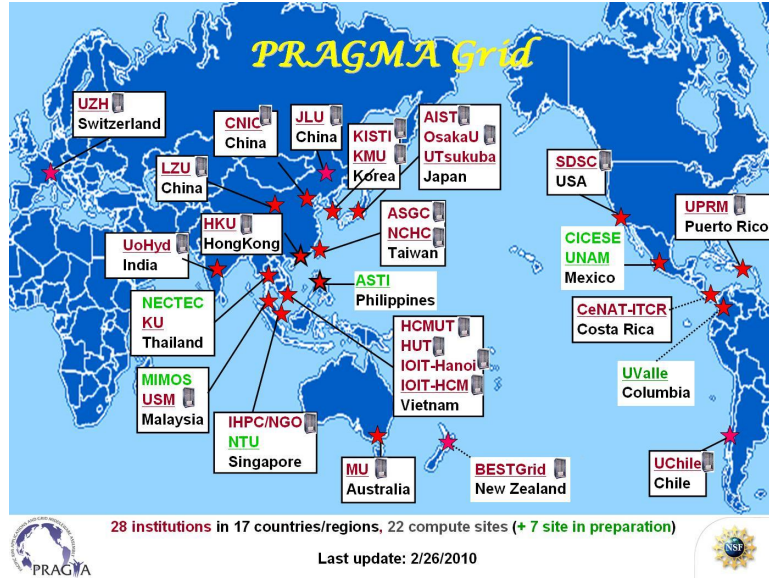 PRAGMA Grid
UZH
Switzerland
CNIC
China
JLU
China
KISTI
KMU
Korea
AIST
OsakaU
UTsukuba
Japan
LZU
China
SDSC
USA
HKU
HongKong
ASGC
NCHC
Taiwan
UPRM
Puerto Rico
UoHyd
India
CICESE
UNAM
Mexico
ASTI
Philippines
NECTEC
KU
Thailand
CeNAT-ITCR
Costa Rica
HCMUT
HUT
IOIT-Hanoi
IOIT-HCM
Vietnam
UValle
Columbia
MIMOS
USM
Malaysia
IHPC/NGO
NTU
Singapore
MU
Australia
BESTGrid
New Zealand
UChile
Chile
28 institutions in 17 countries/regions, 22 compute sites (+ 7 site in preparation)
Last update: 2/26/2010
PRAGMA
NSF